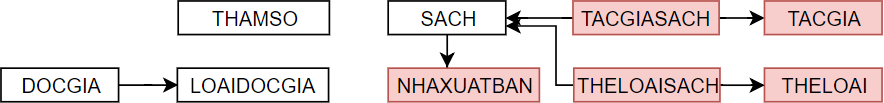 THAMSO
SACH
TACGIASACH
TACGIA
DOCGIA
LOAIDOCGIA
NHAXUATBAN
THELOAISACH
THELOAI